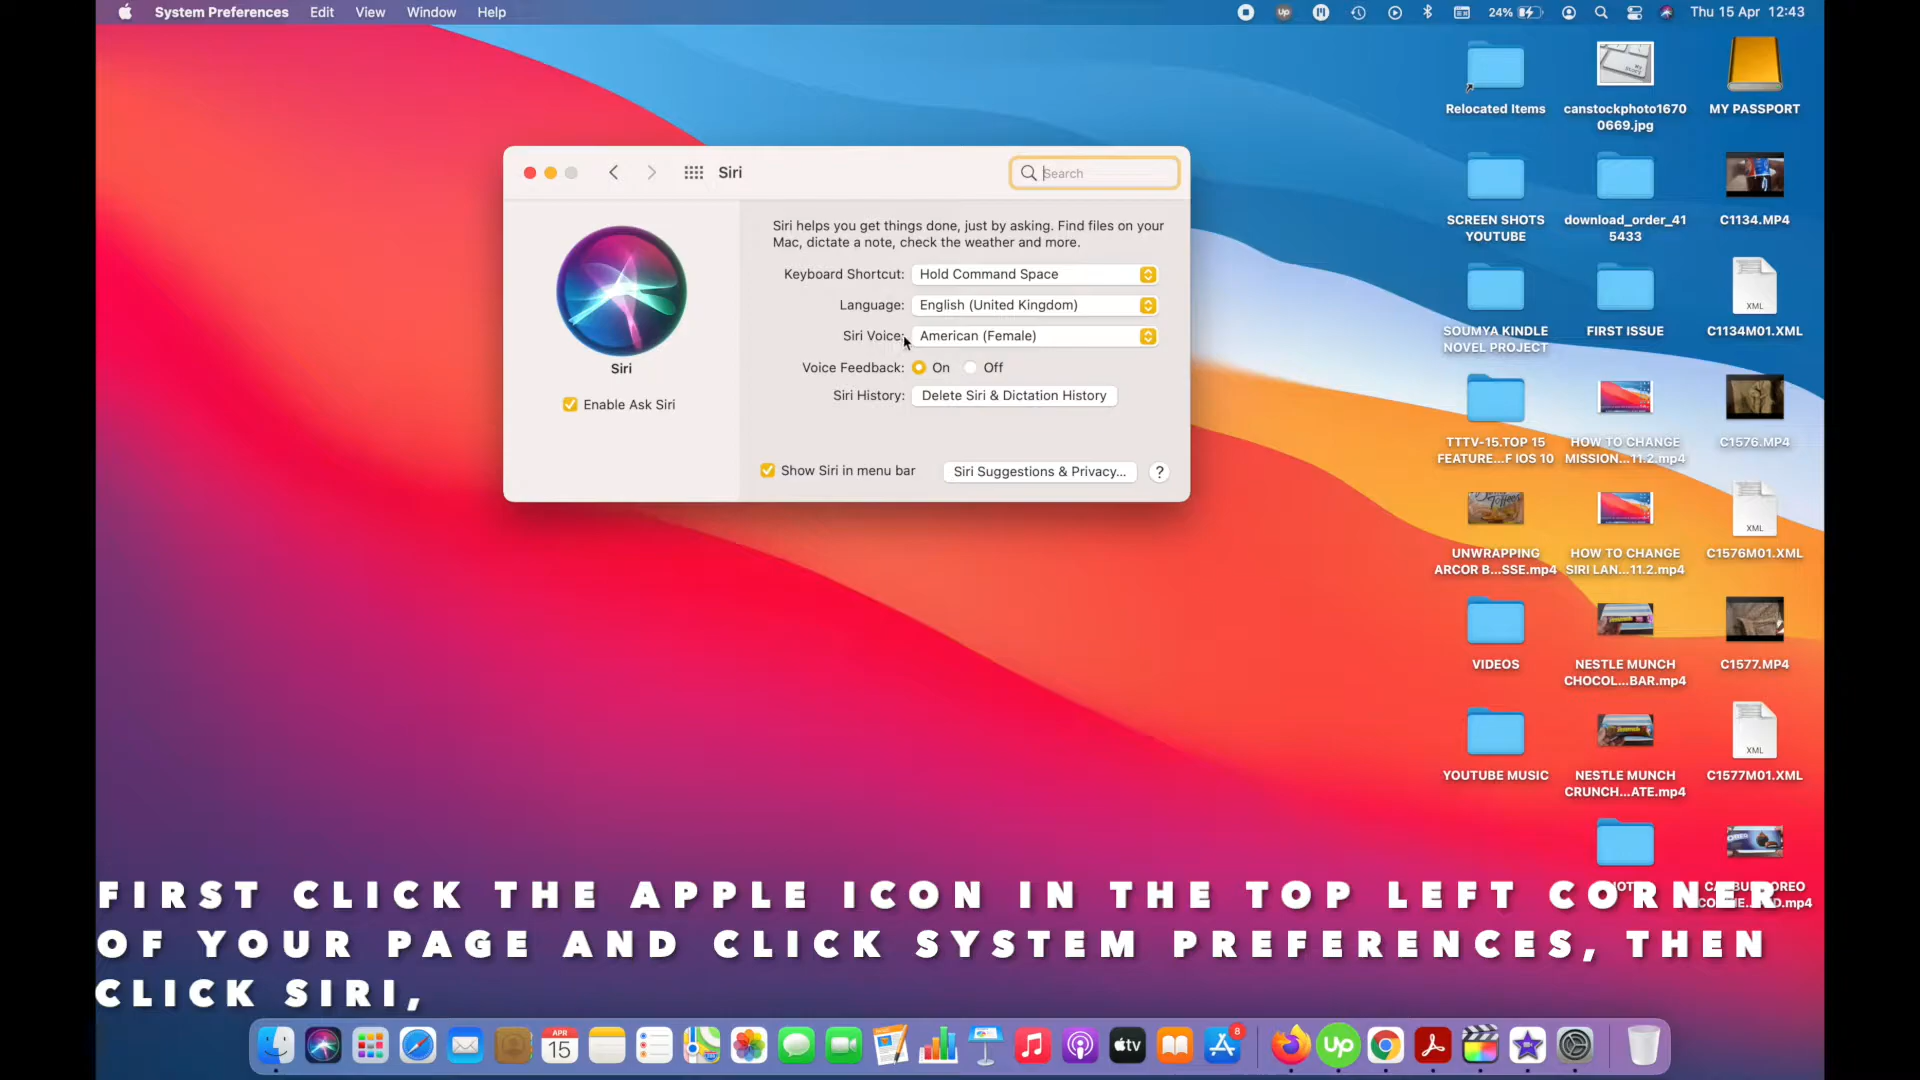 System Preferences Edit View Window Help
24% Thu 15 Apr 12:43
Siri
Search
Siri helps you get things done, just by asking. Find files on your
Mac, dictate a note, check the weather and more.
Keyboard Shortcut: Hold Command Space
Language: English (United Kingdom)
Siri Voice: American (Female)
Voice Feedback: On Off
Siri History: Delete Siri & Dictation History
Siri
Enable Ask Siri
Show Siri in menu bar Siri Suggestions & Privacy... ?
Relocated Items
canstockphoto1670
0669.jpg
MY PASSPORT
SCREEN SHOTS
YOUTUBE
download_order_41
5433
C1134.MP4
SOUMYA KINDLE
NOVEL PROJECT
FIRST ISSUE
XML
C1134M01.XML
TTTV-15.TOP 15
FEATURE...F IOS 10
HOW TO CHANGE
MISSION...11.2.mp4
C1576.MP4
UNWRAPPING
ARCOR B...SSE.mp4
HOW TO CHANGE
SIRI LAN...11.2.mp4
XML
C1576M01.XML
VIDEOS
NESTLE MUNCH
CHOCOL...BAR.mp4
C1577.MP4
YOUTUBE MUSIC
NESTLE MUNCH
CRUNCH...ATE.mp4
XML
C1577M01.XML
FIRST CLICK THE APPLE ICON IN THE TOP LEFT CORNER
OF YOUR PAGE AND CLICK SYSTEM PREFERENCES, THEN
CLICK SIRI,
APR
15
tv
8
Up